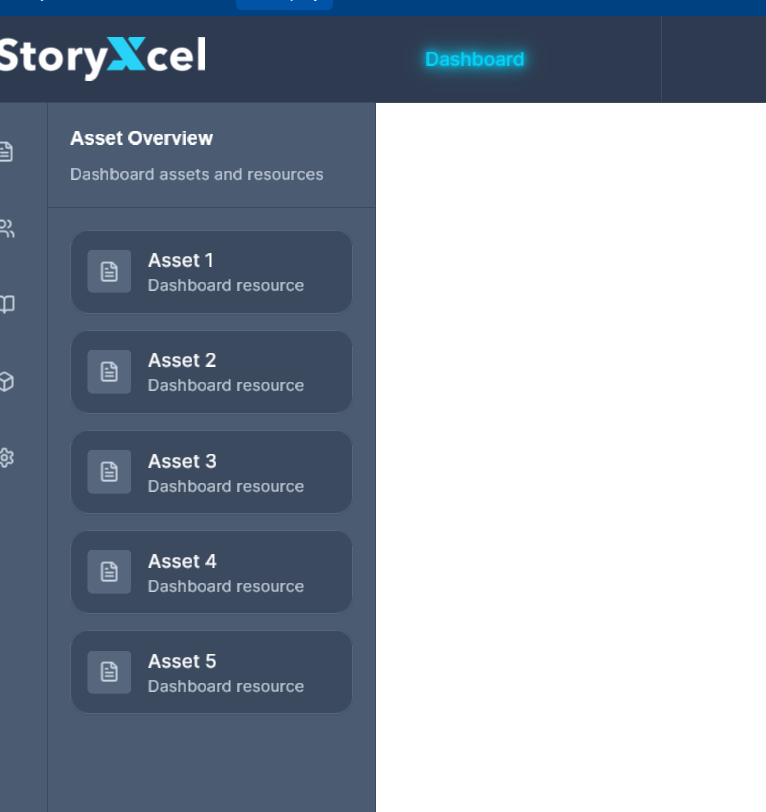 StoryXcel
Dashboard
Asset Overview
Dashboard assets and resources
Asset 1
Dashboard resource
Asset 2
Dashboard resource
Asset 3
Dashboard resource
Asset 4
Dashboard resource
Asset 5
Dashboard resource